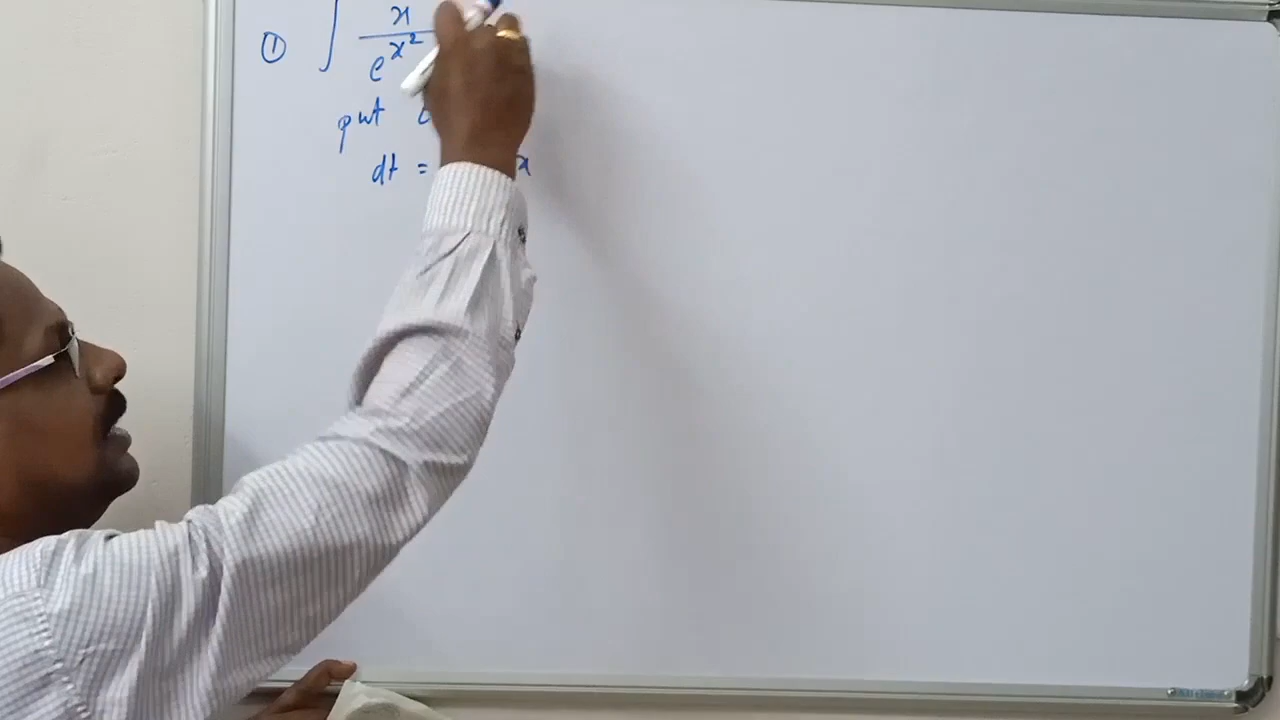 ① ∫ x / e^x²
put
dt = x